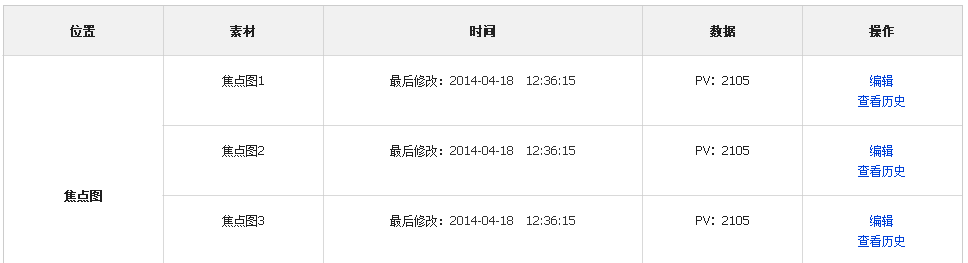 位置 素材 时间 数据 操作
焦点图1 最后修改：2014-04-18 12:36:15 PV：2105 编辑
查看历史
焦点图2 最后修改：2014-04-18 12:36:15 PV：2105 编辑
查看历史
焦点图
焦点图3 最后修改：2014-04-18 12:36:15 PV：2105 编辑
查看历史